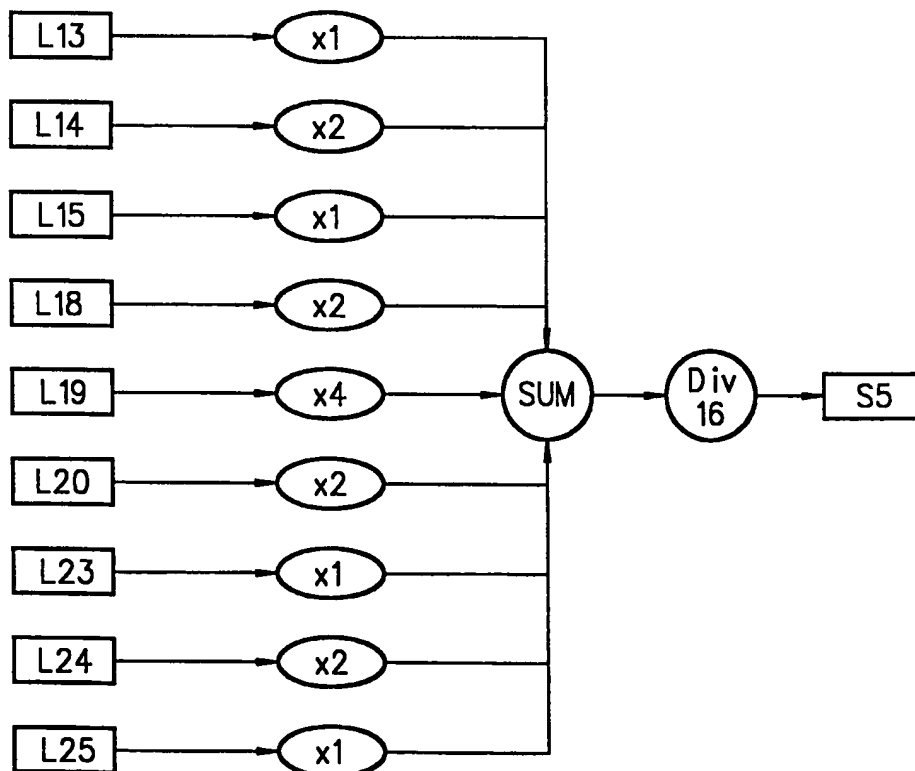 L13 x1
L14 x2
L15 x1
L18 x2
L19 x4 SUM Div 16 S5
L20 x2
L23 x1
L24 x2
L25 x1